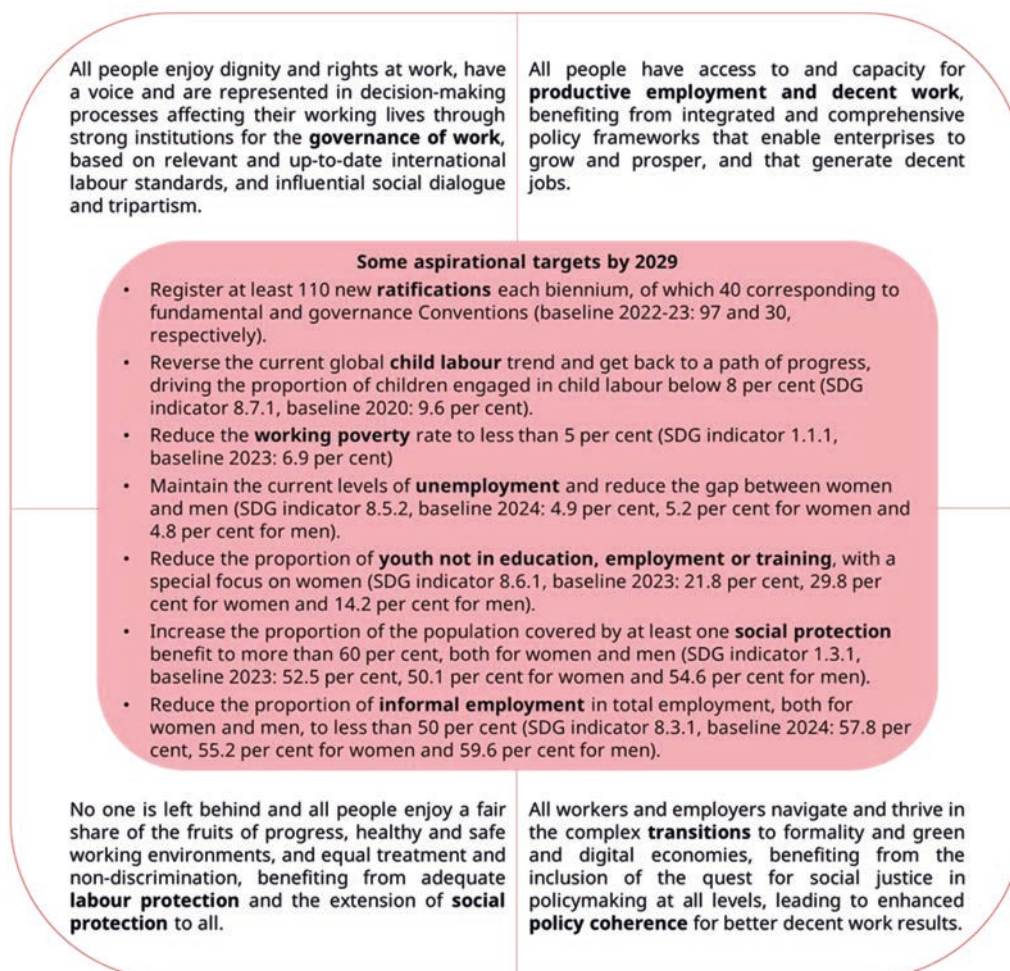 All people enjoy dignity and rights at work, have
a voice and are represented in decision-making
processes affecting their working lives through
strong institutions for the governance of work,
based on relevant and up-to-date international
labour standards, and influential social dialogue
and tripartism.
All people have access to and capacity for
productive employment and decent work,
benefiting from integrated and comprehensive
policy frameworks that enable enterprises to
grow and prosper, and that generate decent
jobs.
Some aspirational targets by 2029
• Register at least 110 new ratifications each biennium, of which 40 corresponding to
fundamental and governance Conventions (baseline 2022-23: 97 and 30,
respectively).
• Reverse the current global child labour trend and get back to a path of progress,
driving the proportion of children engaged in child labour below 8 per cent (SDG
indicator 8.7.1, baseline 2020: 9.6 per cent).
• Reduce the working poverty rate to less than 5 per cent (SDG indicator 1.1.1,
baseline 2023: 6.9 per cent)
• Maintain the current levels of unemployment and reduce the gap between women
and men (SDG indicator 8.5.2, baseline 2024: 4.9 per cent, 5.2 per cent for women and
4.8 per cent for men).
• Reduce the proportion of youth not in education, employment or training, with a
special focus on women (SDG indicator 8.6.1, baseline 2023: 21.8 per cent, 29.8 per
cent for women and 14.2 per cent for men).
• Increase the proportion of the population covered by at least one social protection
benefit to more than 60 per cent, both for women and men (SDG indicator 1.3.1,
baseline 2023: 52.5 per cent, 50.1 per cent for women and 54.6 per cent for men).
• Reduce the proportion of informal employment in total employment, both for
women and men, to less than 50 per cent (SDG indicator 8.3.1, baseline 2024: 57.8 per
cent, 55.2 per cent for women and 59.6 per cent for men).
No one is left behind and all people enjoy a fair
share of the fruits of progress, healthy and safe
working environments, and equal treatment and
non-discrimination, benefiting from adequate
labour protection and the extension of social
protection to all.
All workers and employers navigate and thrive in
the complex transitions to formality and green
and digital economies, benefiting from the
inclusion of the quest for social justice in
policymaking at all levels, leading to enhanced
policy coherence for better decent work results.